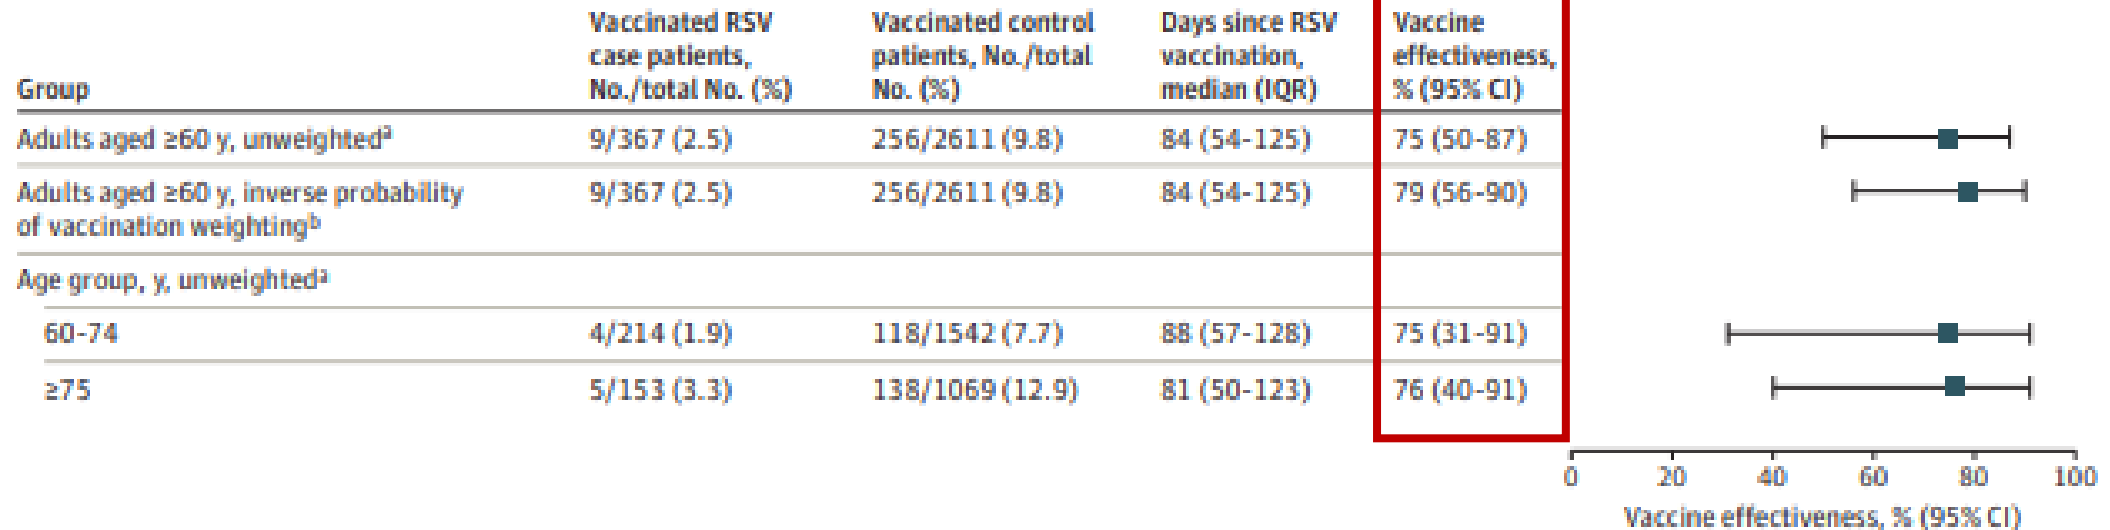 Group
Vaccinated RSV
case patients,
No./total No. (%)
Vaccinated control
patients, No./total
No. (%)
Days since RSV
vaccination,
median (IQR)
Vaccine
effectiveness,
% (95% CI)
Adults aged ≥60 y, unweightedᵃ 9/367 (2.5) 256/2611 (9.8) 84 (54-125) 75 (50-87)
Adults aged ≥60 y, inverse probability 9/367 (2.5) 256/2611 (9.8) 84 (54-125) 79 (56-90)
of vaccination weightingᵇ
Age group, y, unweightedᵃ
60-74 4/214 (1.9) 118/1542 (7.7) 88 (57-128) 75 (31-91)
≥75 5/153 (3.3) 138/1069 (12.9) 81 (50-123) 76 (40-91)
0 20 40 60 80 100
Vaccine effectiveness, % (95% CI)